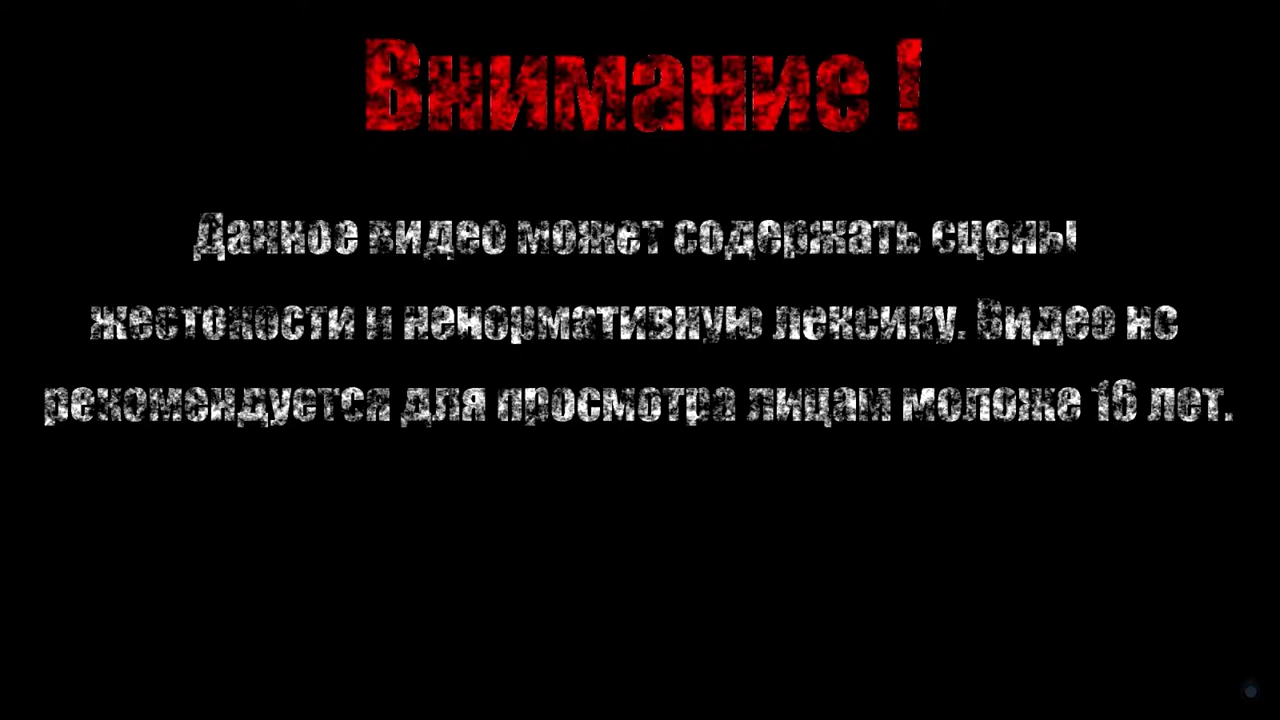 Внимание !
Данное видео может содержать сцены
жестокости и ненормативную лексику. Видео не
рекомендуется для просмотра лицам моложе 16 лет.